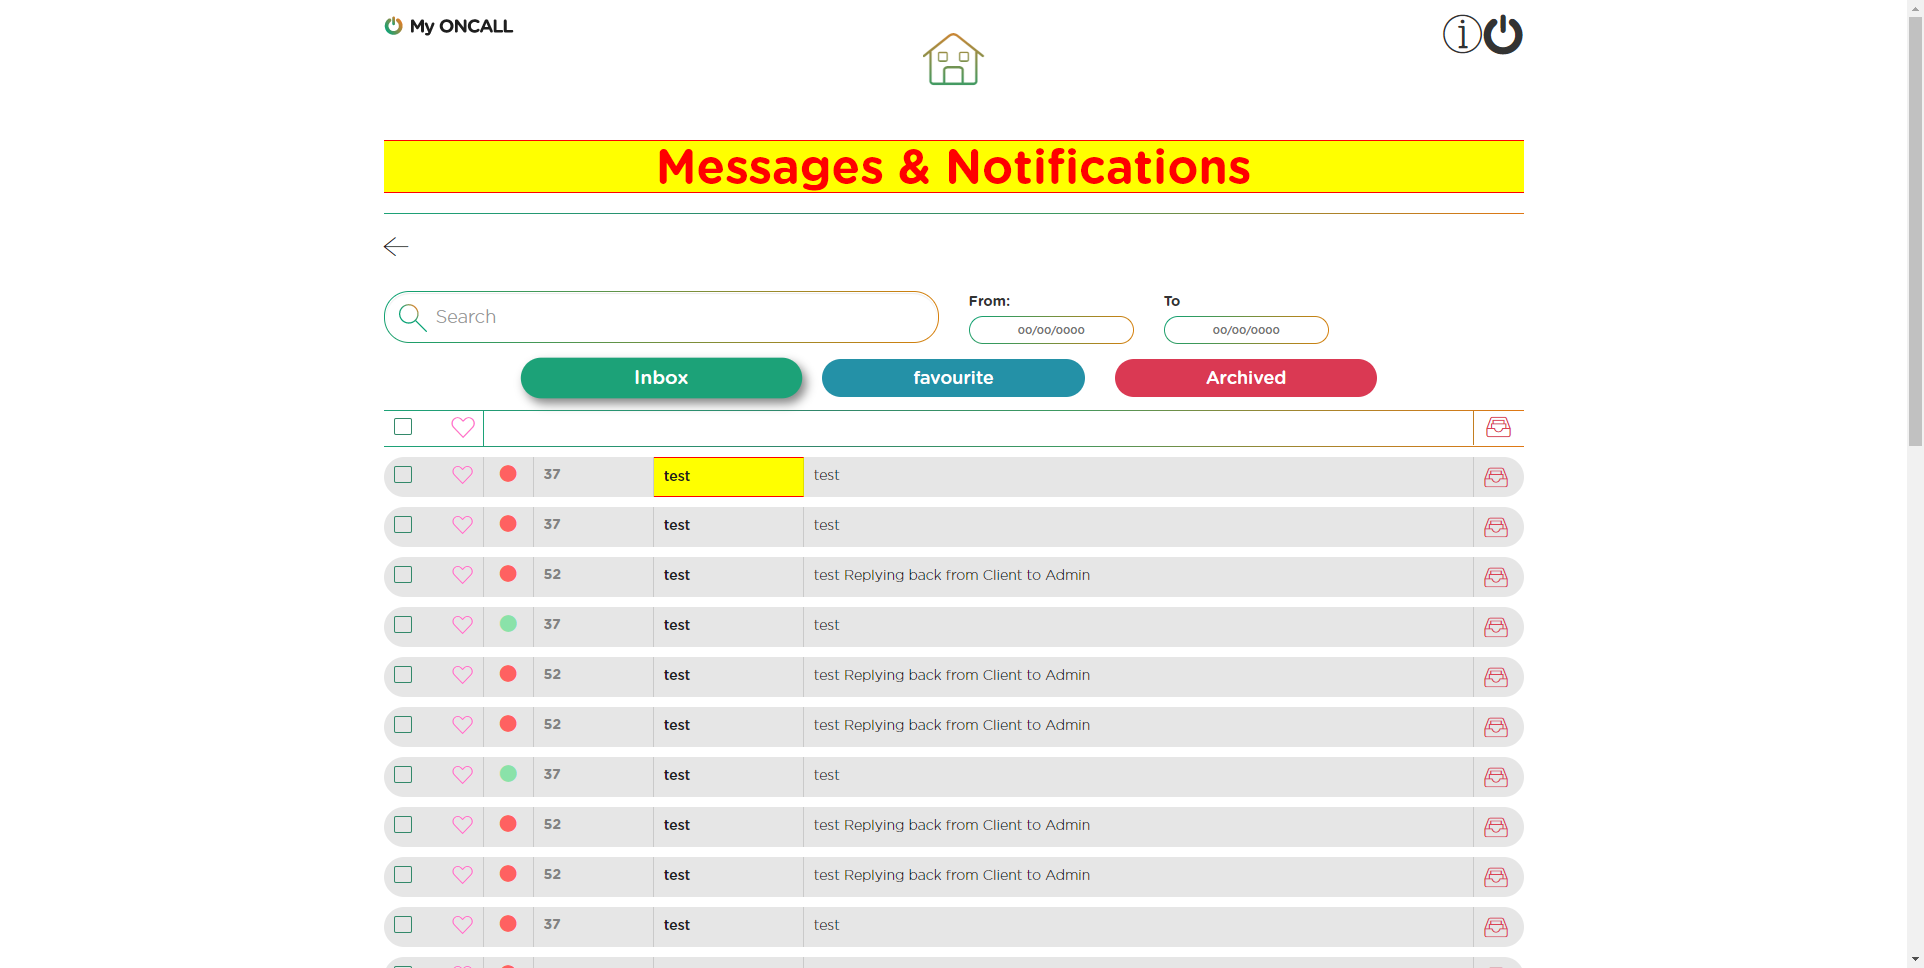 My ONCALL
Messages & Notifications
Search
From:
00/00/0000
To
00/00/0000
Inbox
favourite
Archived
37 test test
37 test test
52 test test Replying back from Client to Admin
37 test test
52 test test Replying back from Client to Admin
52 test test Replying back from Client to Admin
37 test test
52 test test Replying back from Client to Admin
52 test test Replying back from Client to Admin
37 test test